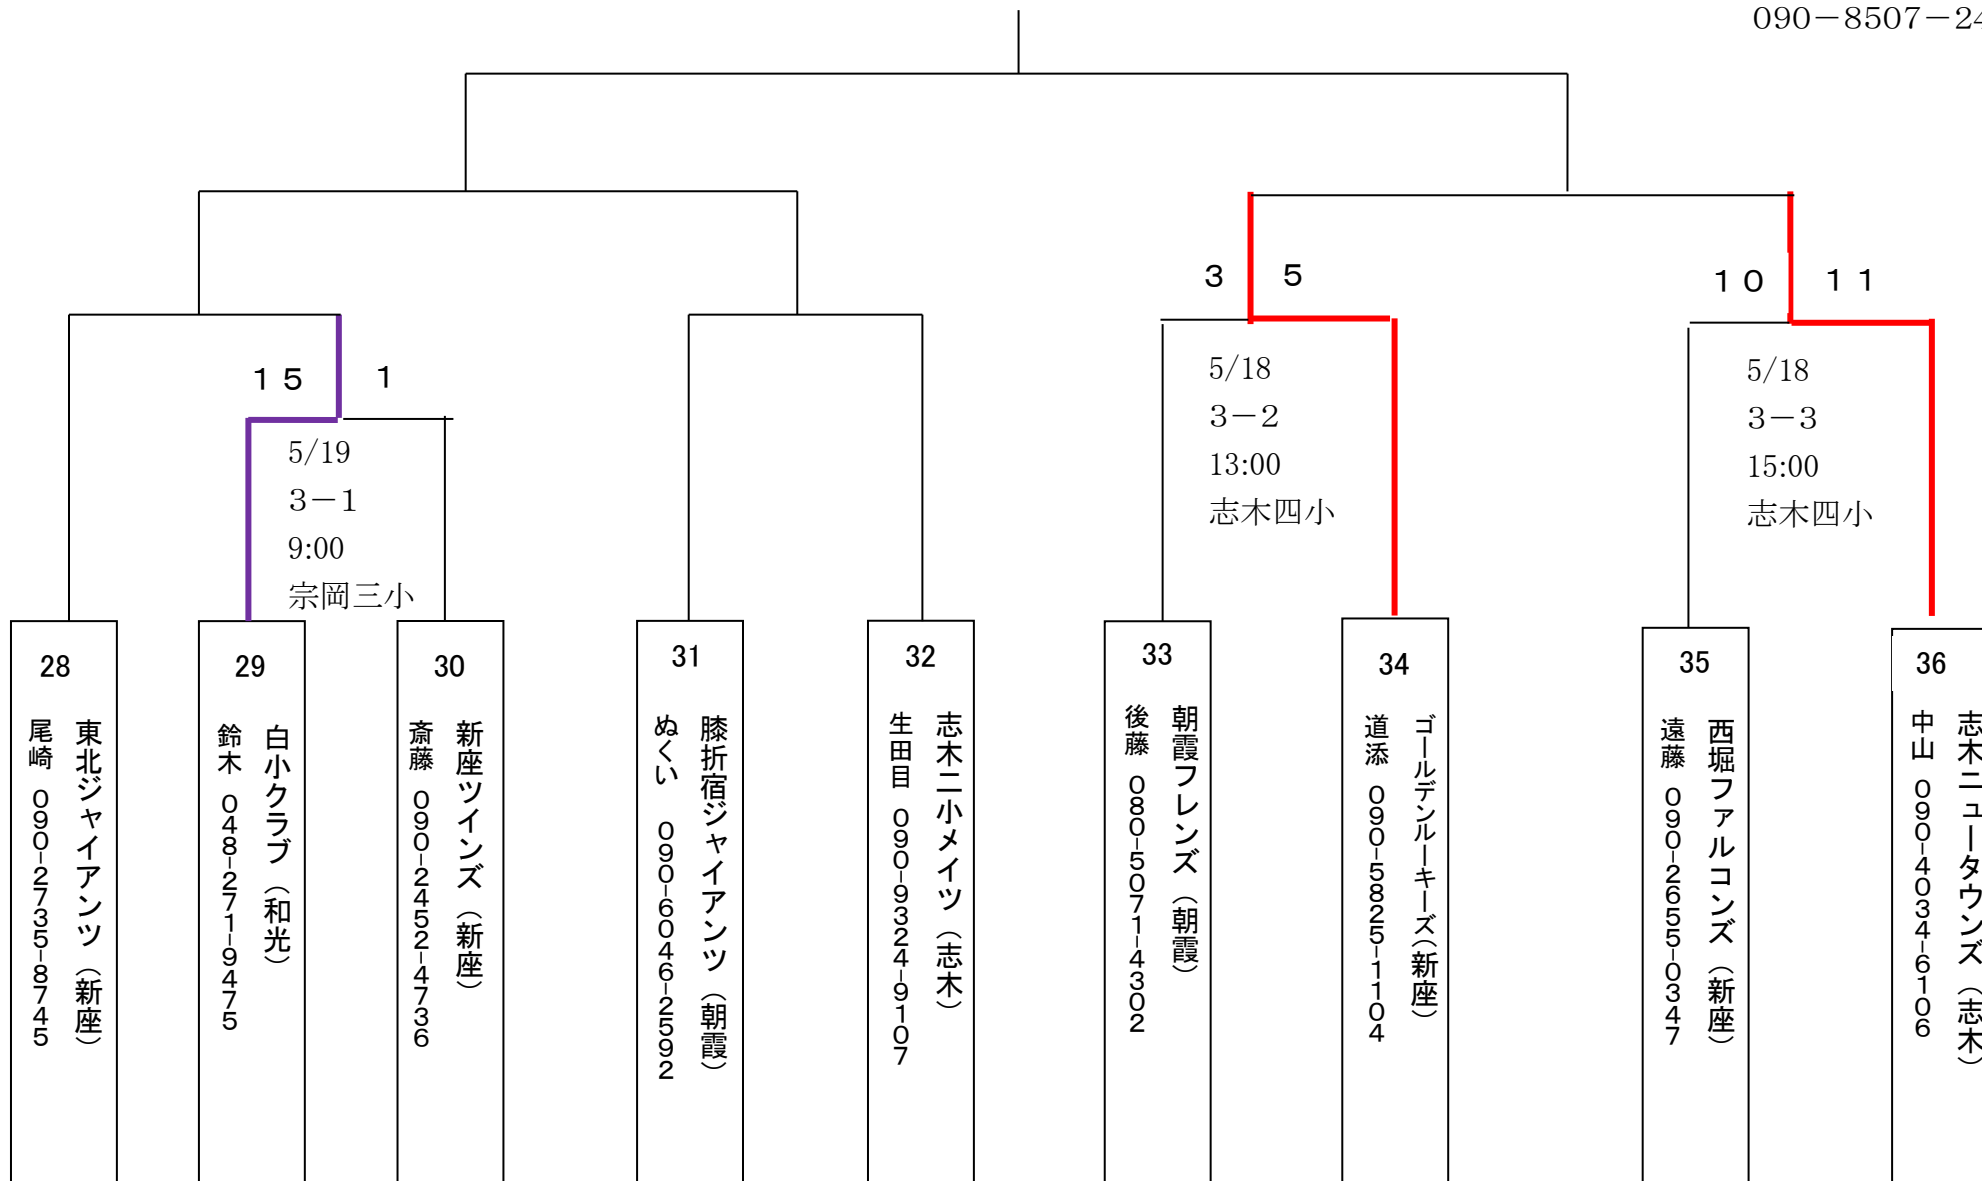 090－8507－24
3 5
10 11
15 1
5/18
3－2
13:00
志木四小
5/18
3－3
15:00
志木四小
5/19
3－1
9:00
宗岡三小
28
東北ジャイアンツ（新座）
尾崎 090-2735-8745
29
白小クラブ（和光）
鈴木 048-271-9475
30
新座ツインズ（新座）
斎藤 090-2452-4736
31
膝折宿ジャイアンツ（朝霞）
ぬくい 090-6046-2592
32
志木二小メイツ（志木）
生田目 090-9324-9107
33
朝霞フレンズ（朝霞）
後藤 080-5071-4302
34
ゴールデンルーキーズ（新座）
道添 090-5825-1104
35
西堀ファルコンズ（新座）
遠藤 090-2655-0347
36
志木ニュータウンズ（志木）
中山 090-4034-6106